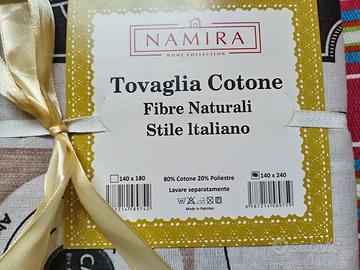 NAMIRA
HOME COLLECTION
Tovaglia Cotone
Fibre Naturali
Stile Italiano
140 x 180
80% Cotone 20% Poliestre
140 x 240
Lavare separatamente
Made in Pakistan
subito